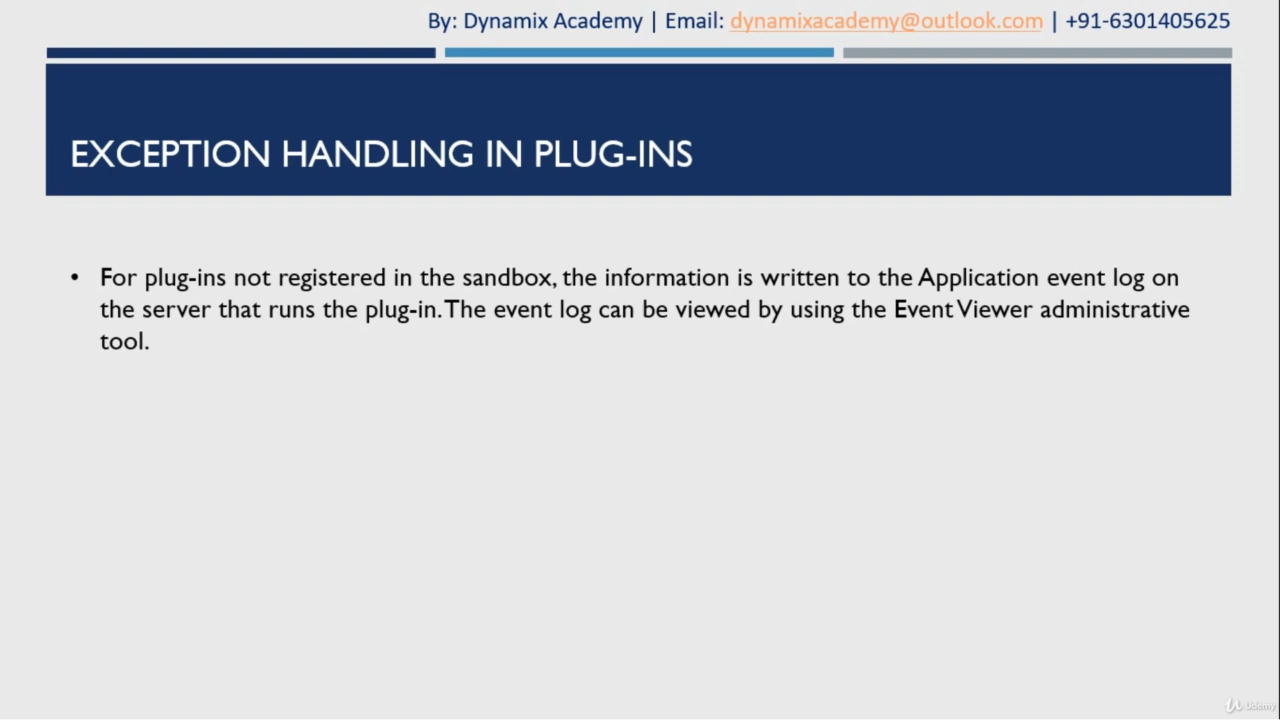 By: Dynamix Academy | Email: dynamixacademy@outlook.com | +91-6301405625
EXCEPTION HANDLING IN PLUG-INS
• For plug-ins not registered in the sandbox, the information is written to the Application event log on
the server that runs the plug-in. The event log can be viewed by using the Event Viewer administrative
tool.
Udemy